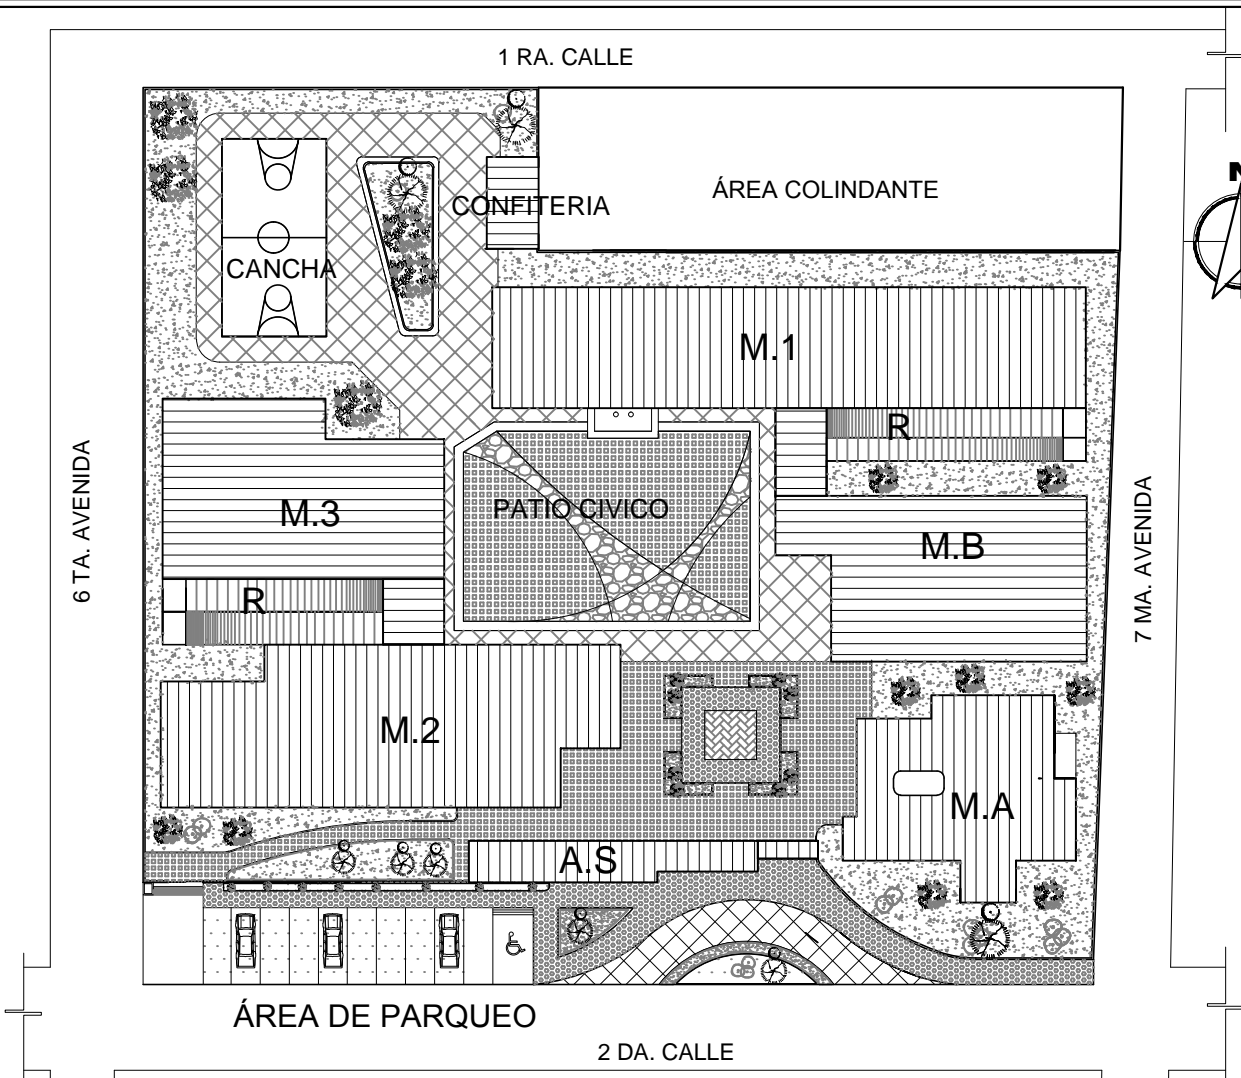 1 RA. CALLE
ÁREA COLINDANTE
CONFITERIA
CANCHA
M.1
R
M.3
PATIO CIVICO
M.B
6 TA. AVENIDA
7 MA. AVENIDA
R
M.2
M.A
A.S
ÁREA DE PARQUEO
2 DA. CALLE